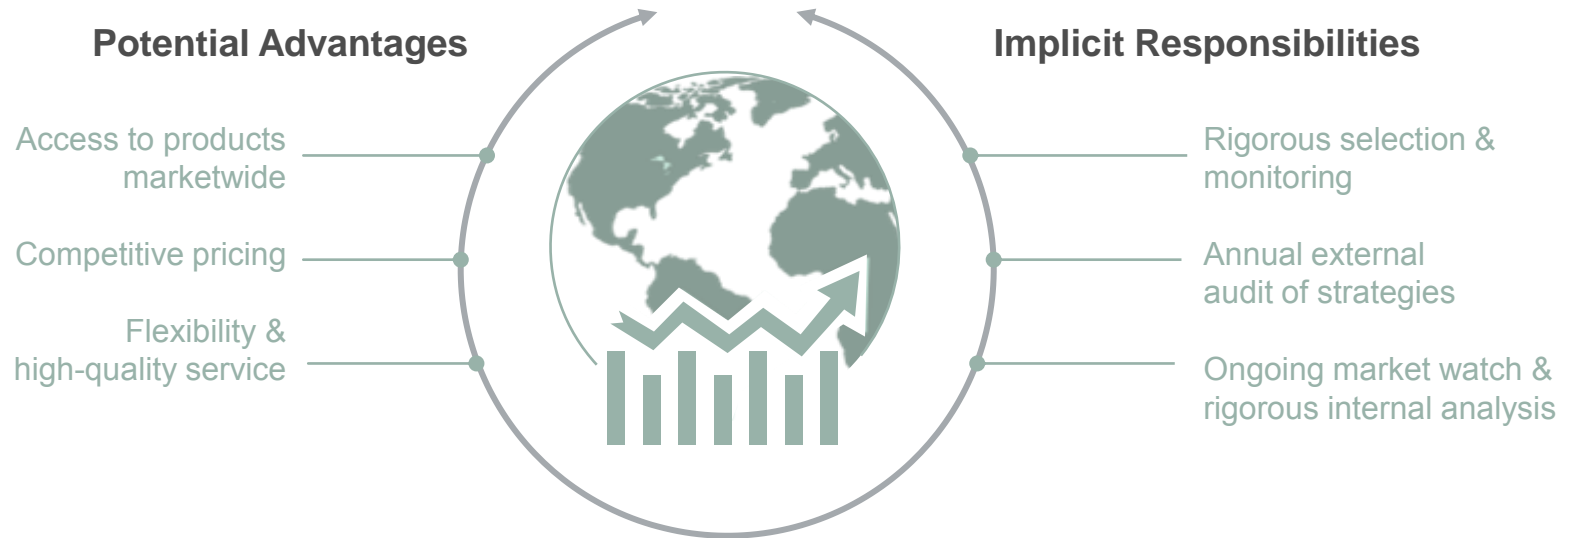 Potential Advantages
Access to products
marketwide
Competitive pricing
Flexibility &
high-quality service
Implicit Responsibilities
Rigorous selection &
monitoring
Annual external
audit of strategies
Ongoing market watch &
rigorous internal analysis